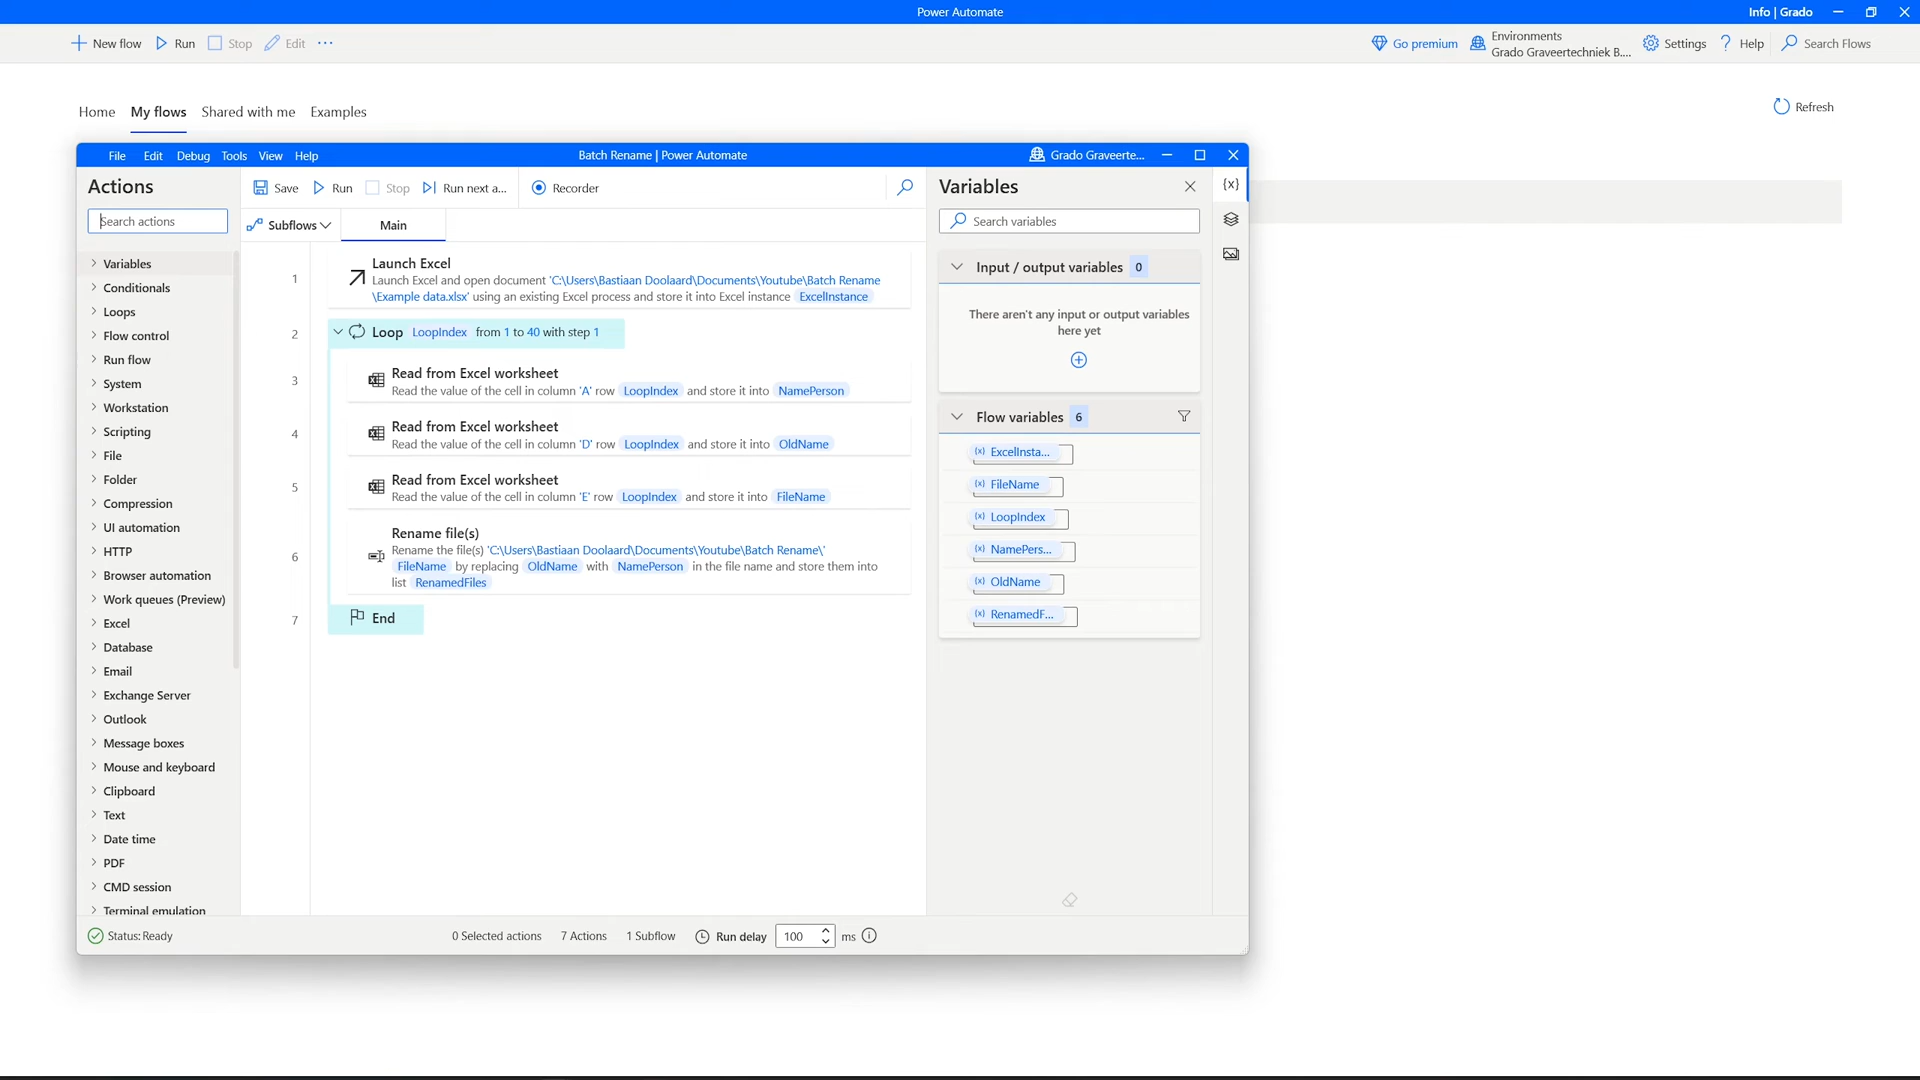 Power Automate
Info | Grado
New flow Run Stop Edit ···
Go premium
Environments
Grado Graveertechniek B....
Settings
? Help
Search Flows
Home My flows Shared with me Examples
Refresh
File Edit Debug Tools View Help
Batch Rename | Power Automate
Grado Graveerte...
Actions
Search actions
Variables
Conditionals
Loops
Flow control
Run flow
System
Workstation
Scripting
File
Folder
Compression
UI automation
HTTP
Browser automation
Work queues (Preview)
Excel
Database
Email
Exchange Server
Outlook
Message boxes
Mouse and keyboard
Clipboard
Text
Date time
PDF
CMD session
Terminal emulation
Save Run Stop Run next a... Recorder
Subflows Main
1
Launch Excel
Launch Excel and open document 'C:\Users\Bastiaan Doolaard\Documents\Youtube\Batch Rename
\Example data.xlsx' using an existing Excel process and store it into Excel instance ExcelInstance
2
Loop LoopIndex from 1 to 40 with step 1
3
Read from Excel worksheet
Read the value of the cell in column 'A' row LoopIndex and store it into NamePerson
4
Read from Excel worksheet
Read the value of the cell in column 'D' row LoopIndex and store it into OldName
5
Read from Excel worksheet
Read the value of the cell in column 'E' row LoopIndex and store it into FileName
6
Rename file(s)
Rename the file(s) 'C:\Users\Bastiaan Doolaard\Documents\Youtube\Batch Rename\'
FileName by replacing OldName with NamePerson in the file name and store them into
list RenamedFiles
7
End
Variables
{x}
Search variables
Input / output variables 0
There aren't any input or output variables
here yet
Flow variables 6
(x) ExcelInsta...
(x) FileName
(x) LoopIndex
(x) NamePers...
(x) OldName
(x) RenamedF...
Status: Ready
0 Selected actions 7 Actions 1 Subflow Run delay 100 ms